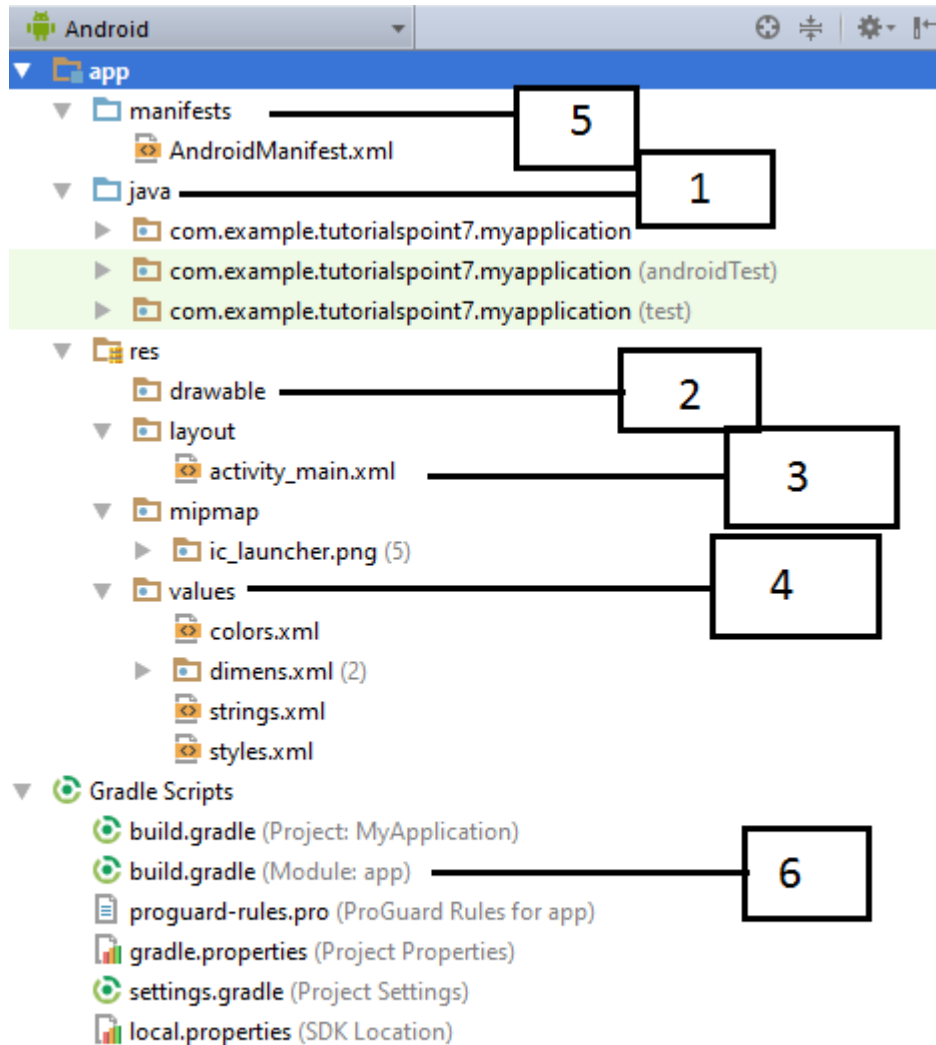 Android
app
manifests
5
AndroidManifest.xml
java
1
com.example.tutorialspoint7.myapplication
com.example.tutorialspoint7.myapplication (androidTest)
com.example.tutorialspoint7.myapplication (test)
res
drawable
2
layout
activity_main.xml
3
mipmap
ic_launcher.png (5)
values
4
colors.xml
dimens.xml (2)
strings.xml
styles.xml
Gradle Scripts
build.gradle (Project: MyApplication)
build.gradle (Module: app)
6
proguard-rules.pro (ProGuard Rules for app)
gradle.properties (Project Properties)
settings.gradle (Project Settings)
local.properties (SDK Location)